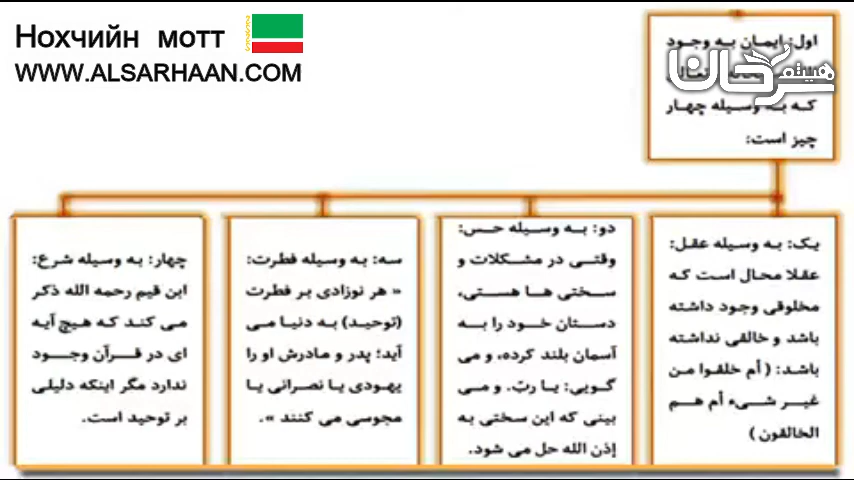 Нохчийн мотт
WWW.ALSARHAAN.COM
هيثم سرحان
اول: ایمان به وجود
که به وسیله چهار
چیز است:
یک: به وسیله عقل:
عقلا محال است که
مخلوقی وجود داشته
باشد و خالقی نداشته
باشد: ( أم خلقوا من
غیر شیء أم هم
الخالقون )
دو: به وسیله حس:
وقتی در مشکلات و
سختی ها هستی،
دستان خود را به
آسمان بلند کرده، و می
گویی: یا ربّ. و می
بینی که این سختی به
إذن الله حل می شود.
سه: به وسیله فطرت:
« هر نوزادی بر فطرت
(توحید) به دنیا می
آید؛ پدر و مادرش او را
یهودی یا نصرانی یا
مجوسی می کنند ».
چهار: به وسیله شرع:
ابن قیم رحمه الله ذکر
می کند که هیچ آیه
ای در قرآن وجود
ندارد مگر اینکه دلیلی
بر توحید است.